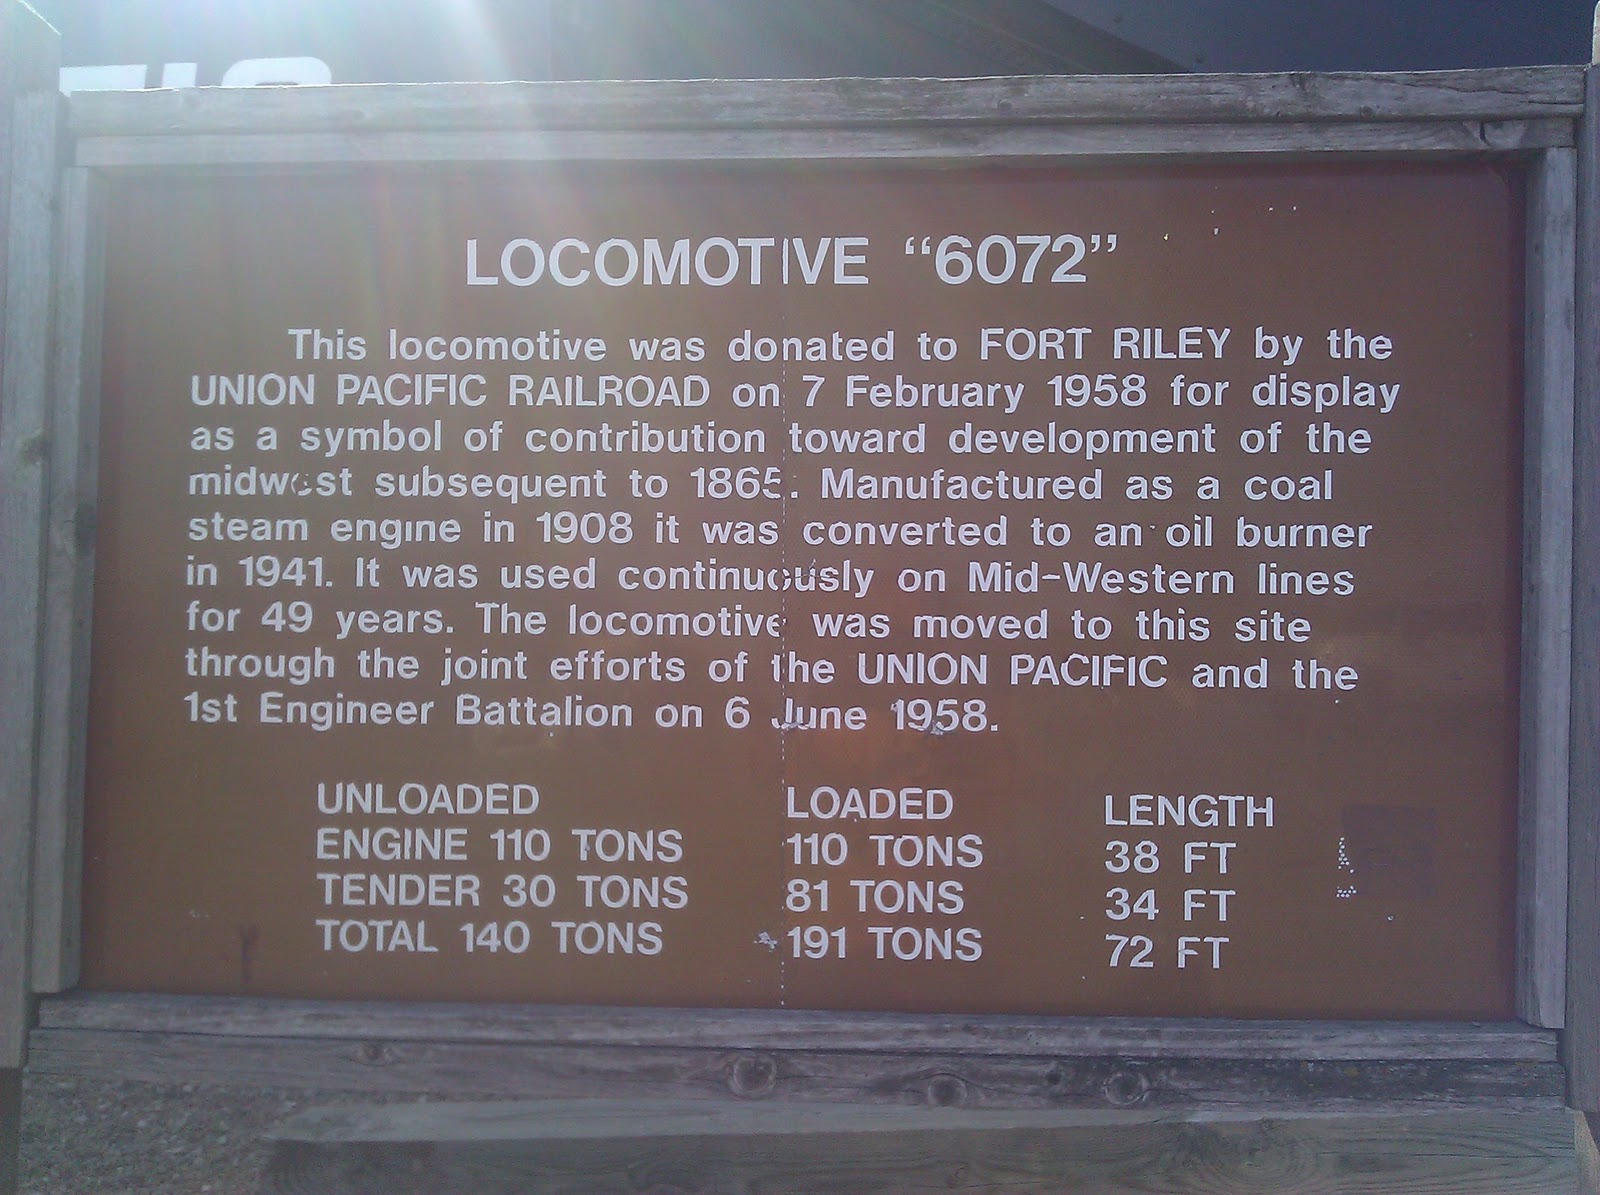 LOCOMOTIVE “6072”
This locomotive was donated to FORT RILEY by the
UNION PACIFIC RAILROAD on 7 February 1958 for display
as a symbol of contribution toward development of the
midwest subsequent to 1865. Manufactured as a coal
steam engine in 1908 it was converted to an oil burner
in 1941. It was used continuously on Mid-Western lines
for 49 years. The locomotive was moved to this site
through the joint efforts of the UNION PACIFIC and the
1st Engineer Battalion on 6 June 1958.
UNLOADED LOADED LENGTH
ENGINE 110 TONS 110 TONS 38 FT
TENDER 30 TONS 81 TONS 34 FT
TOTAL 140 TONS 191 TONS 72 FT